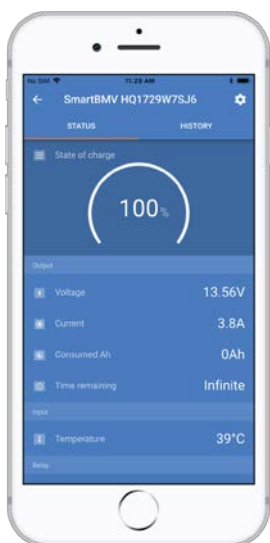 No SIM 11:29 AM
SmartBMV HQ1729W7SJ6
STATUS HISTORY
State of charge
100%
Output
Voltage 13.56V
Current 3.8A
Consumed Ah 0Ah
Time remaining Infinite
Input
Temperature 39°C
Relay